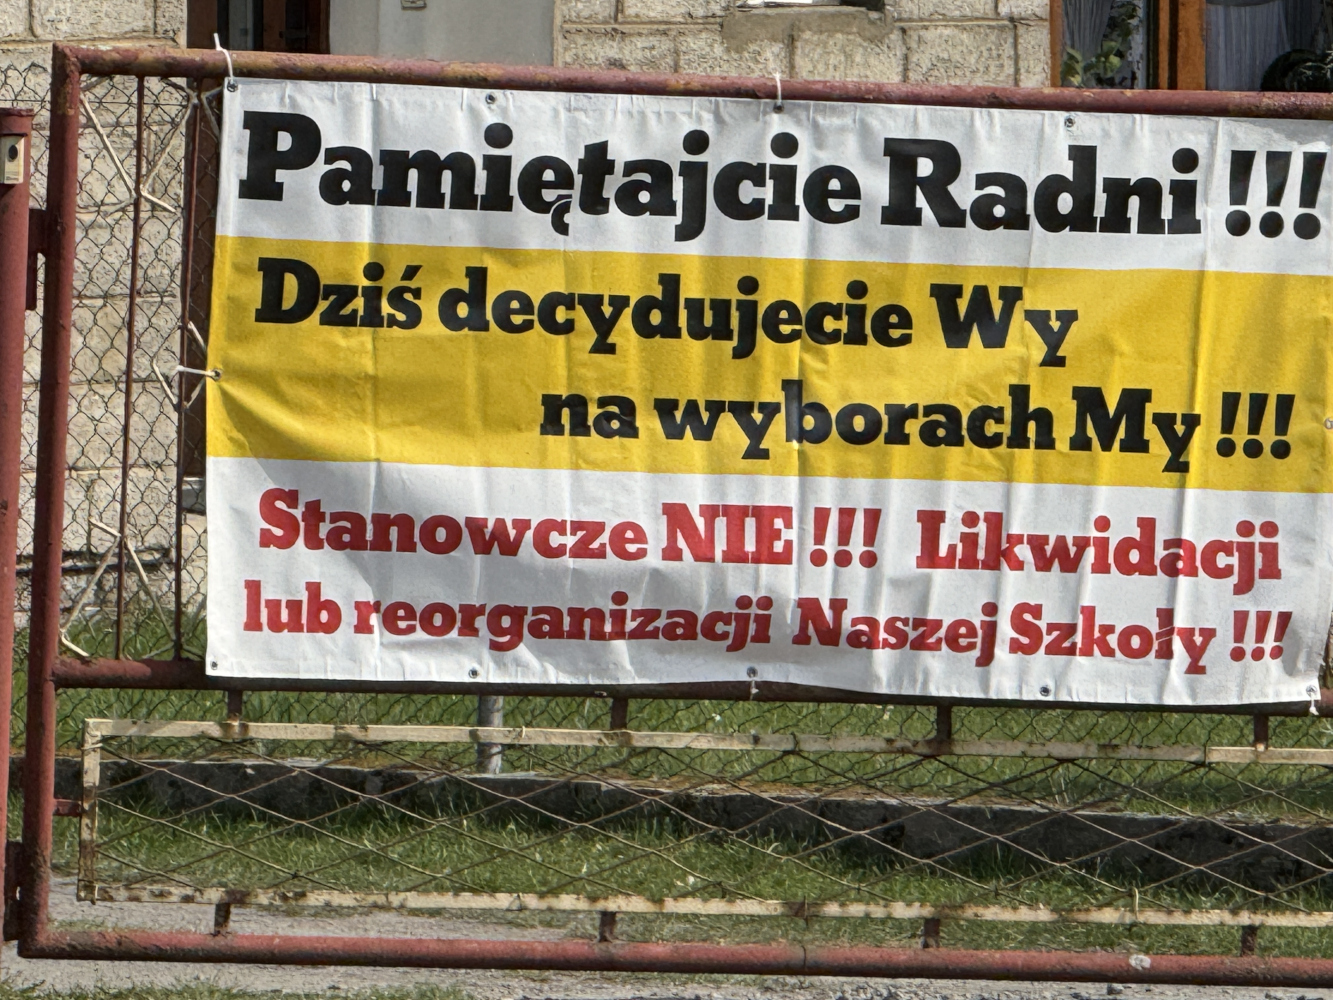 Pamiętajcie Radni !!!
Dziś decydujecie Wy
na wyborach My !!!
Stanowcze NIE !!! Likwidacji
lub reorganizacji Naszej Szkoły !!!